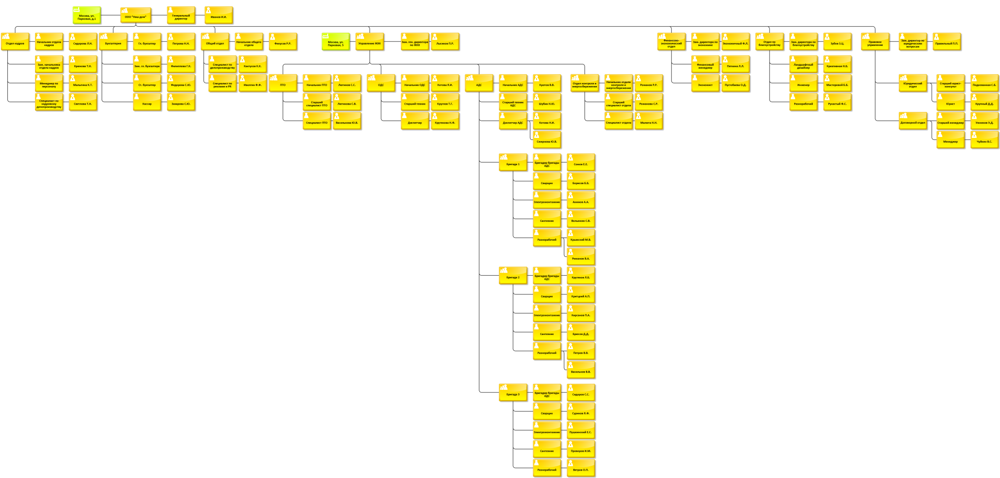 Москва, ул.
Парковая, д.1
ООО "Наш дом"
Генеральный
директор
Иванов И.И.
Отдел кадров
Начальник отдела
кадров
Сидорова Л.Н.
Бухгалтерия
Гл. бухгалтер
Петрова Н.Н.
Общий отдел
Начальник общего
отдела
Фикусов Р.Р.
Москва, ул.
Парковая, 5
Управление ЖХК
Зам. ген. директора
по ЖКХ
Лысиков П.Р.
Финансово-
экономический
отдел
Зам. директора по
экономике
Экономичный Ф.Л.
Отдел по
благоустройству
Зам. директора по
благоустройству
Зубов З.Ц.
Правовое
управление
Зам. директор по
юридическим
вопросам
Правильный П.П.
Зам. начальника
отдела кадров
Крюкова Т.Н.
Менеджер по
персоналу
Малыгина К.Т.
Специалист по
кадровому
делопроизводству
Светлова Т.Н.
Зам. гл. бухгалтера
Филиппова Г.К.
Ст. бухгалтер
Федорова С.Ю.
Кассир
Захарова С.Ю.
Специалист по
делопроизводству
Кактусов К.К.
Специалист по
рекламе и PR
Иволгин Ф.Ф.
ПТО
Начальник ПТО
Лютиков С.С.
Старший
специалист ПТО
Лютикова С.В.
Специалист ПТО
Василькова Ю.В.
ОДС
Начальник ОДС
Котова Я.И.
Старший техник
Круглов Т.Г.
Диспетчер
Крутякова Н.Ф.
АДС
Начальник АДС
Кротов В.В.
Старший техник
АДС
Шубин Н.Ю.
Диспетчер АДС
Котова Н.И.
Смирнова Ю.В.
Бригада 1
Бригадир бригады
АДС
Сомов Е.Е.
Сварщик
Борисов Б.Б.
Электромонтажник
Акимов А.А.
Сантехник
Волынкин С.В.
Разнорабочий
Крымский М.В.
Риманов В.А.
Бригада 2
Бригадир бригады
АДС
Крутяков Л.Б.
Сварщик
Критцкий А.П.
Электромонтажник
Кирсанов П.А.
Сантехник
Брюсов Д.Д.
Разнорабочий
Петров В.В.
Васильков В.В.
Бригада 3
Бригадир бригады
АДС
Сидоров С.С.
Сварщик
Суриков Я.Ф.
Электромонтажник
Пушкинский Е.С.
Сантехник
Проворов И.М.
Разнорабочий
Ветров О.П.
Отдел контроля и
энергосбережения
Начальник отдела
контроля и
энергосбережения
Романов Р.Р.
Старший
специалист отдела
Романова С.Р.
Специалист отдела
Малюта Н.Н.
Финансовый
менеджер
Пяткина Л.Л.
Экономист
Пустобаева О.Д.
Ландшафтный
дизайнер
Креативная Н.Б.
Инженер
Мастеровой Б.Б.
Разнорабочий
Рукастый Ф.С.
Юридический
отдел
Старший юрист-
консульт
Подкованная С.Б.
Юрист
Крупный Д.Д.
Договорной отдел
Старший менеджер
Умников Э.Д.
Менеджер
Чуйкин В.С.